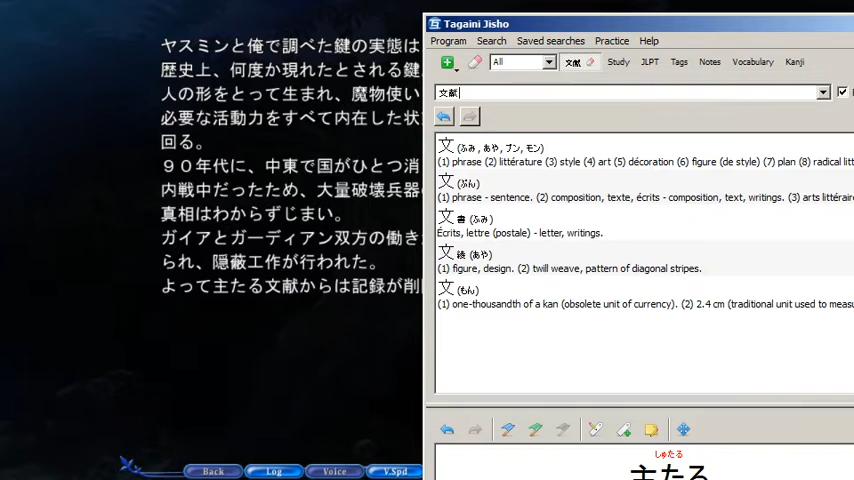 ヤスミンと俺で調べた鍵の実態は
歴史上、何度か現れたとされる鍵
人の形をとって生まれ、魔物使い
必要な活動力をすべて内在した状
回る。
９０年代に、中東で国がひとつ消
内戦中だったため、大量破壊兵器
真相はわからずじまい。
ガイアとガーディアン双方の働き
られ、隠蔽工作が行われた。
よって主たる文献からは記録が削
Back
Log
Voice
V.Spd
Tagaini Jisho
Program Search Saved searches Practice Help
All 文献 Study JLPT Tags Notes Vocabulary Kanji
文献
文 (ふみ, あや, ブン, モン)
(1) phrase (2) littérature (3) style (4) art (5) décoration (6) figure (de style) (7) plan (8) radical litt
文 (ぶん)
(1) phrase - sentence. (2) composition, texte, écrits - composition, text, writings. (3) arts littérair
文 書 (ふみ)
Écrits, lettre (postale) - letter, writings.
文 綾 (あや)
(1) figure, design. (2) twill weave, pattern of diagonal stripes.
文 (もん)
(1) one-thousandth of a kan (obsolete unit of currency). (2) 2.4 cm (traditional unit used to measu
しゅたる
主たる